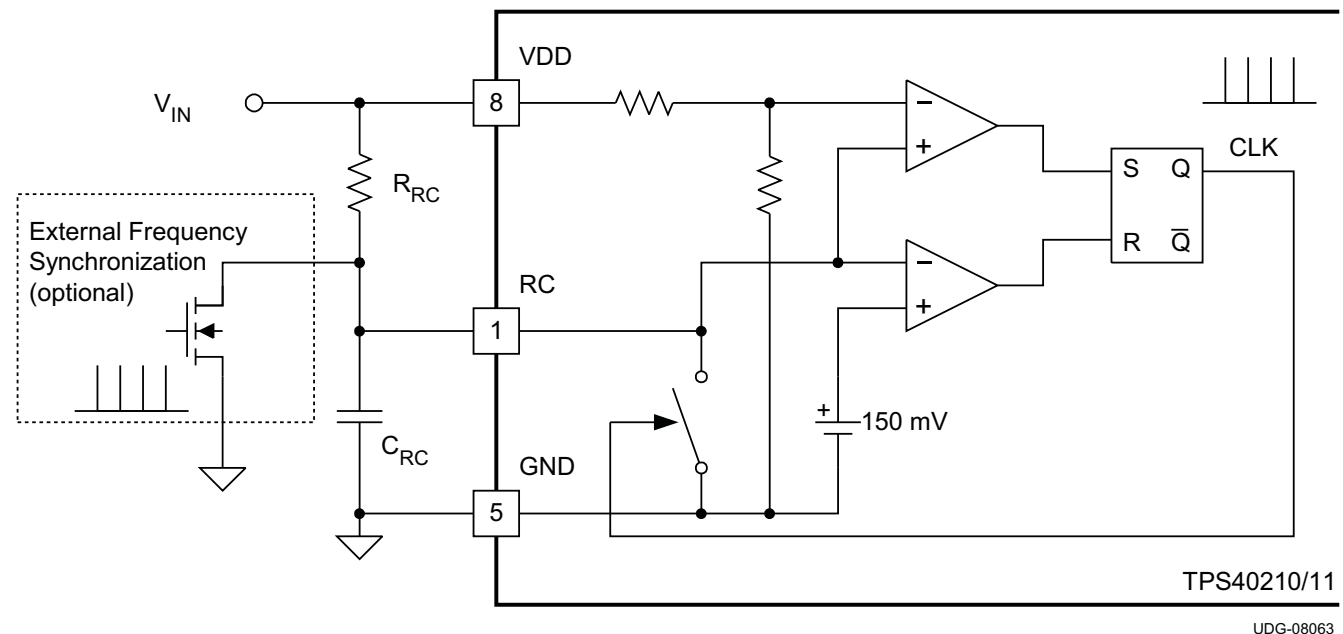 VDD
V_IN
8
CLK
R_RC
S Q
External Frequency
Synchronization
(optional)
R Q̅
RC
1
+
150 mV
C_RC
GND
5
TPS40210/11
UDG-08063